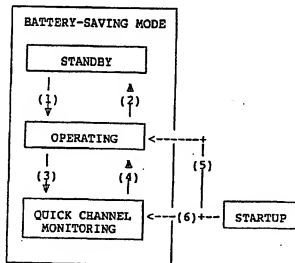 BATTERY-SAVING MODE
STANDBY
(1) (2)
OPERATING
(3) (4) (5)
QUICK CHANNEL
MONITORING
(6)
STARTUP